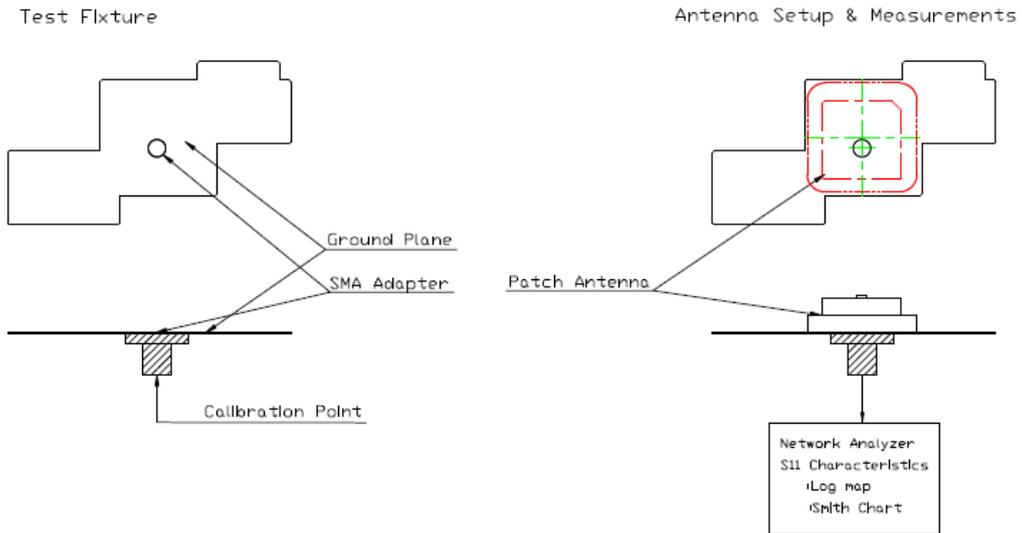 Test Fixture
Antenna Setup & Measurements
Ground Plane
SMA Adapter
Patch Antenna
Calibration Point
Network Analyzer
S11 Characteristics
Log map
Smith Chart